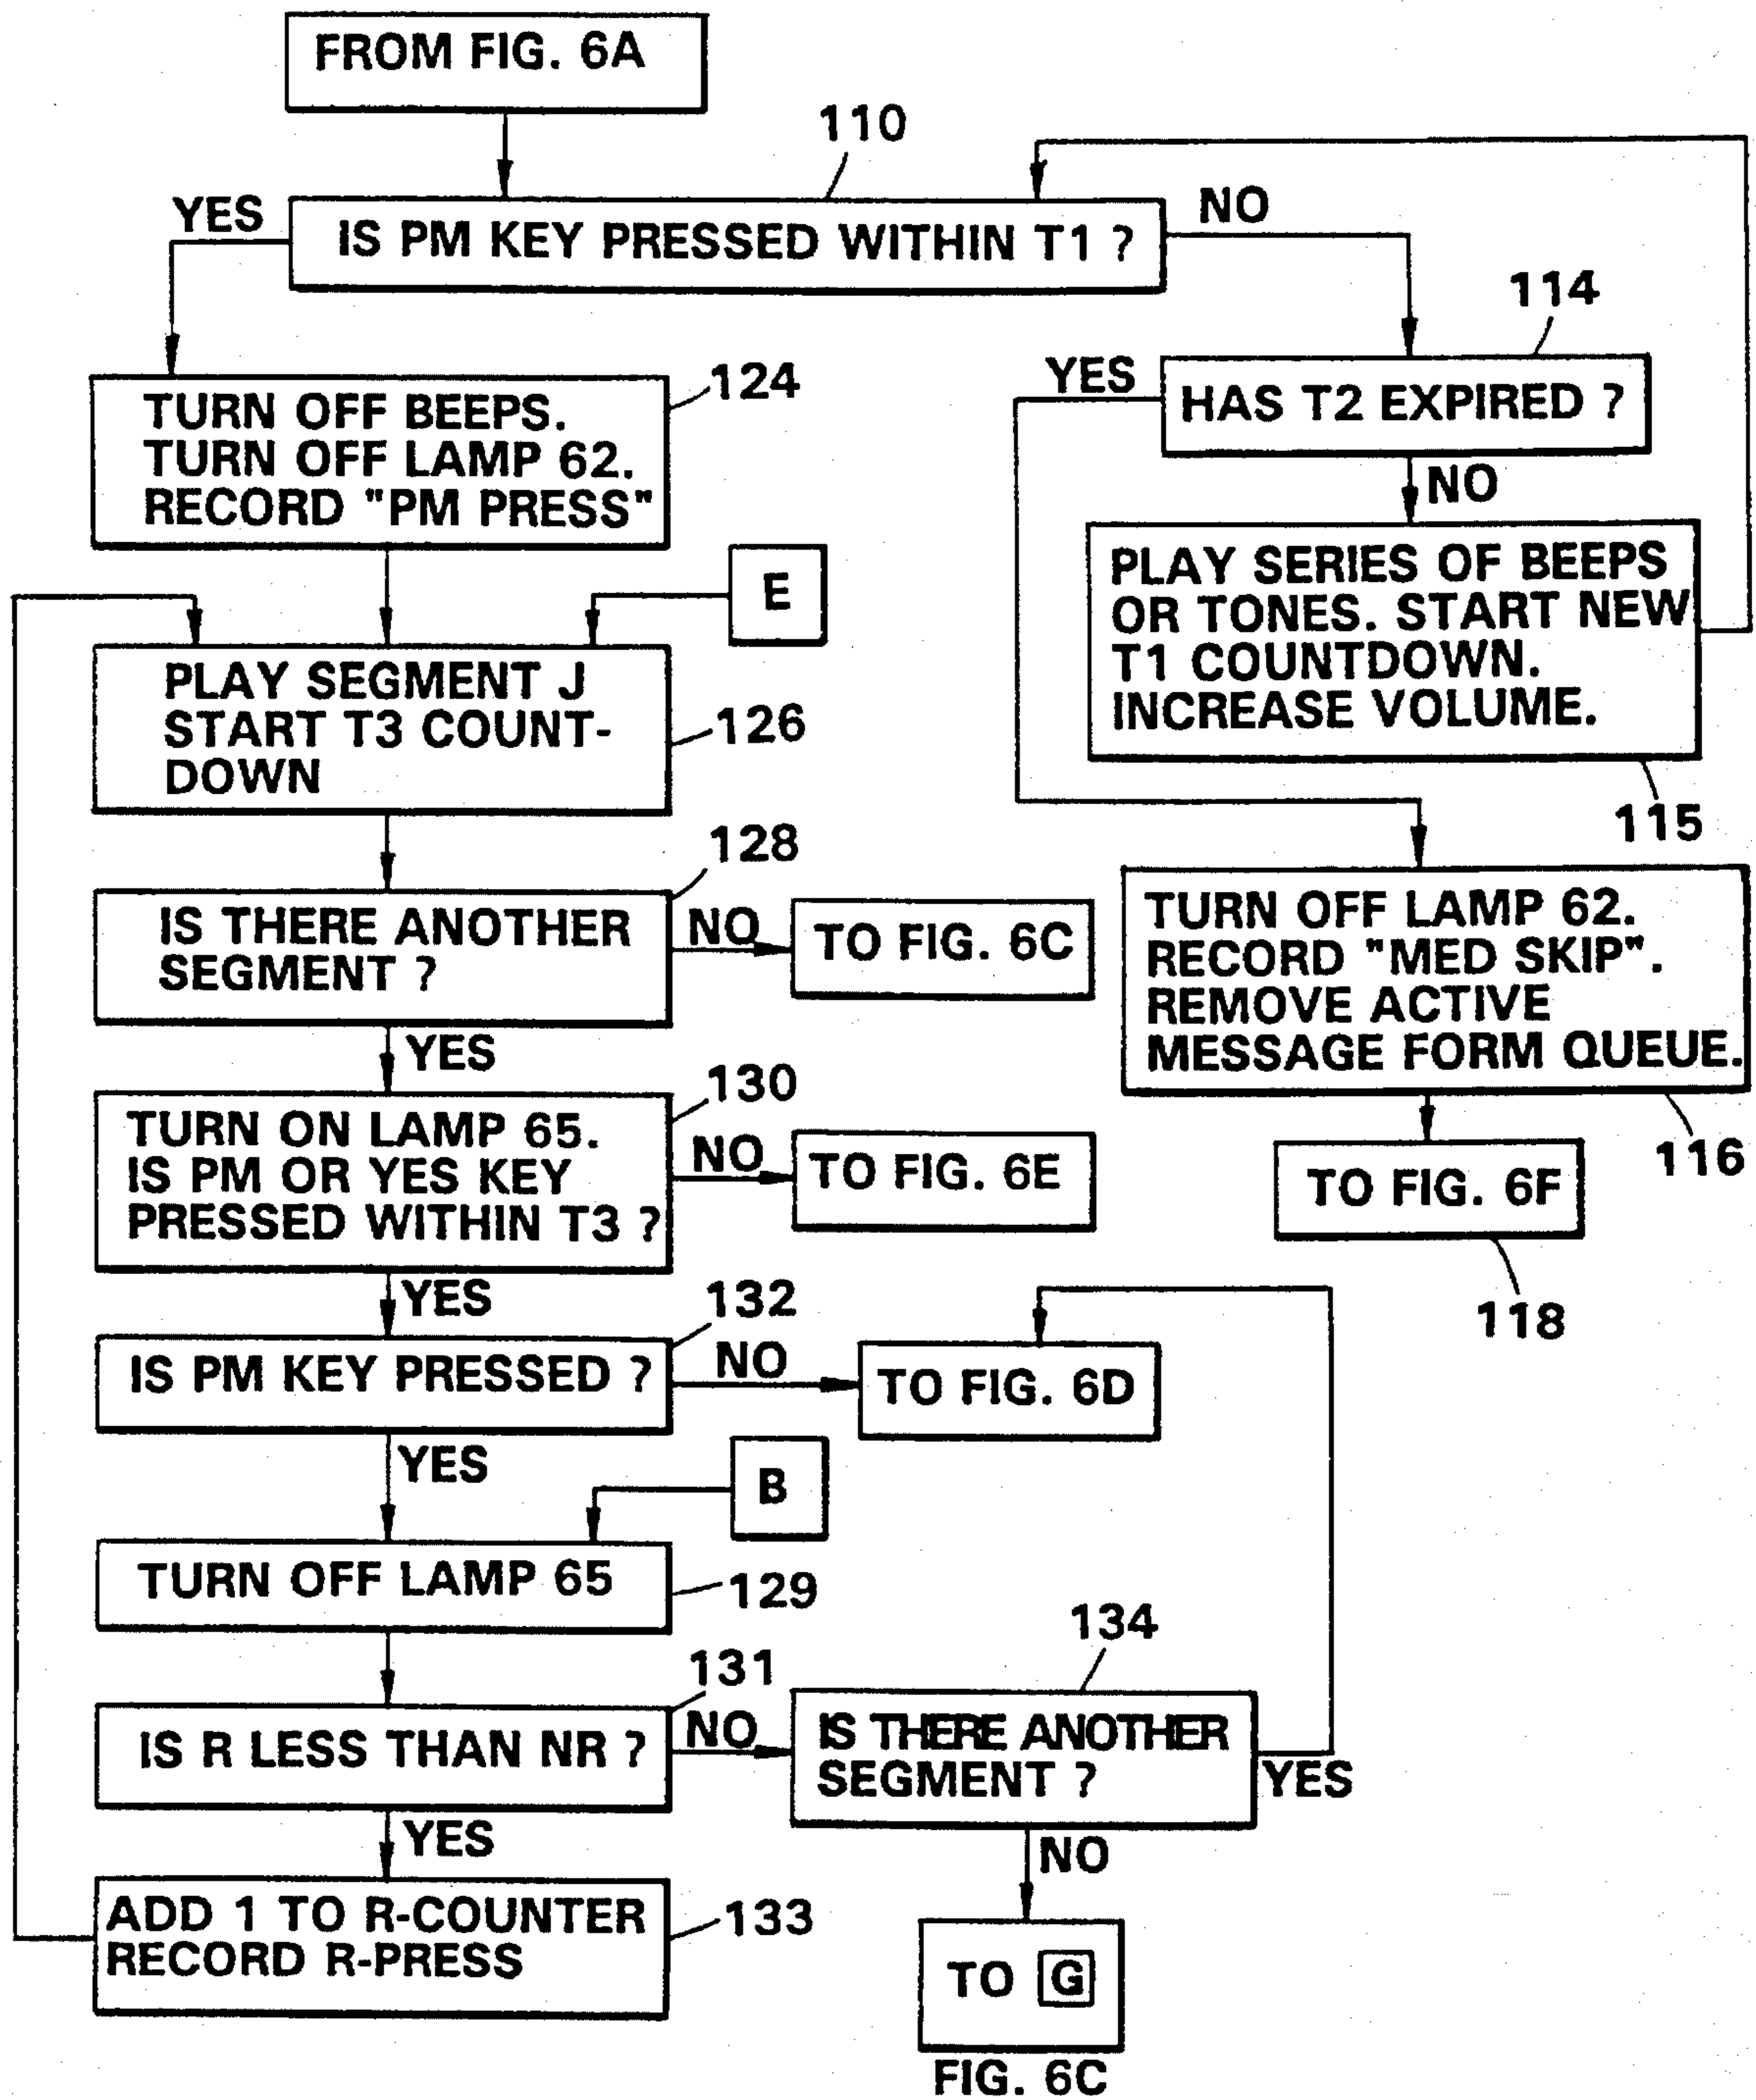 FROM FIG. 6A
110
YES
IS PM KEY PRESSED WITHIN T1 ?
NO
114
YES
HAS T2 EXPIRED ?
NO
124
TURN OFF BEEPS.
TURN OFF LAMP 62.
RECORD "PM PRESS"
PLAY SERIES OF BEEPS
OR TONES. START NEW
T1 COUNTDOWN.
INCREASE VOLUME.
115
E
PLAY SEGMENT J
START T3 COUNT-
DOWN
126
TURN OFF LAMP 62.
RECORD "MED SKIP".
REMOVE ACTIVE
MESSAGE FORM QUEUE.
116
TO FIG. 6F
118
128
IS THERE ANOTHER
SEGMENT ?
NO
TO FIG. 6C
YES
130
TURN ON LAMP 65.
IS PM OR YES KEY
PRESSED WITHIN T3 ?
NO
TO FIG. 6E
YES
132
IS PM KEY PRESSED ?
NO
TO FIG. 6D
YES
B
TURN OFF LAMP 65
129
131
IS R LESS THAN NR ?
NO
134
IS THERE ANOTHER
SEGMENT ?
YES
YES
NO
ADD 1 TO R-COUNTER
RECORD R-PRESS
133
TO G
FIG. 6C